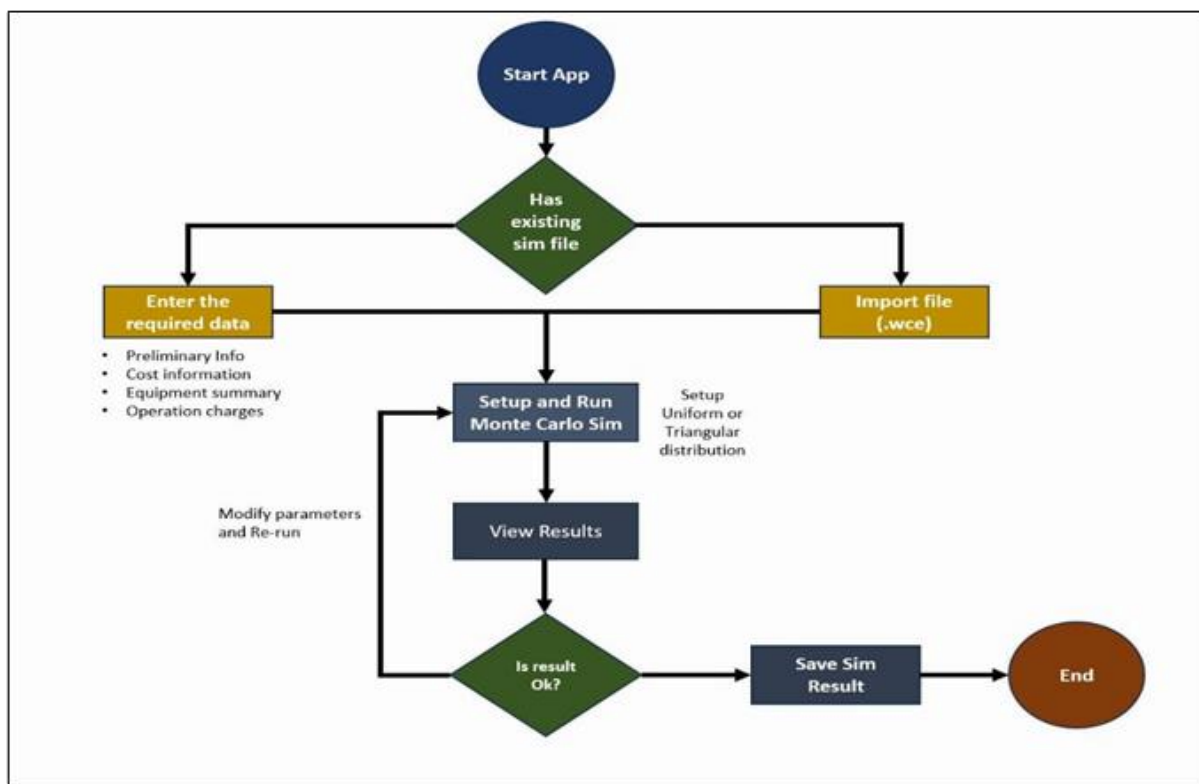 Start App
Has
existing
sim file
Enter the
required data
Import file
(.wce)
• Preliminary Info
• Cost information
• Equipment summary
• Operation charges
Setup and Run
Monte Carlo Sim
Setup
Uniform or
Triangular
distribution
Modify parameters
and Re-run
View Results
Is result
Ok?
Save Sim
Result
End